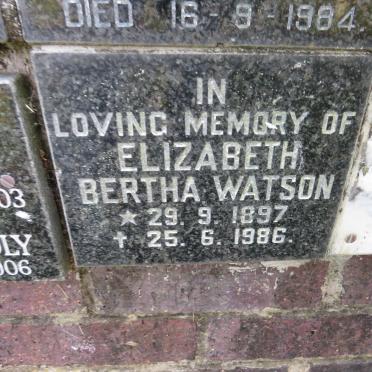 DIED 16-9-1984.
IN
LOVING MEMORY OF
ELIZABETH
BERTHA WATSON
★ 29. 9. 1897
✝ 25. 6. 1986.
03
ULY
006